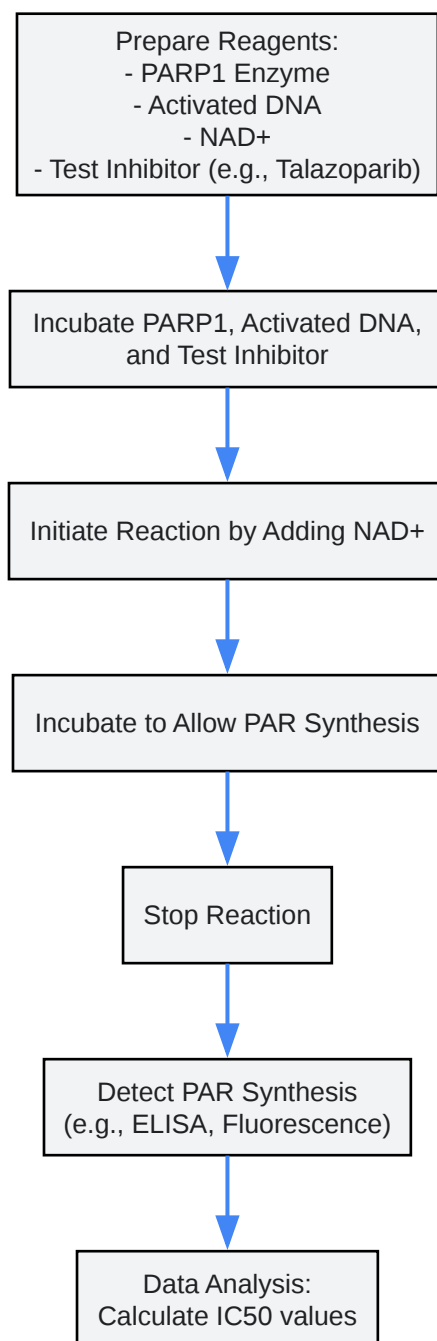 Prepare Reagents:
- PARP1 Enzyme
- Activated DNA
- NAD+
- Test Inhibitor (e.g., Talazoparib)
Incubate PARP1, Activated DNA,
and Test Inhibitor
Initiate Reaction by Adding NAD+
Incubate to Allow PAR Synthesis
Stop Reaction
Detect PAR Synthesis
(e.g., ELISA, Fluorescence)
Data Analysis:
Calculate IC50 values